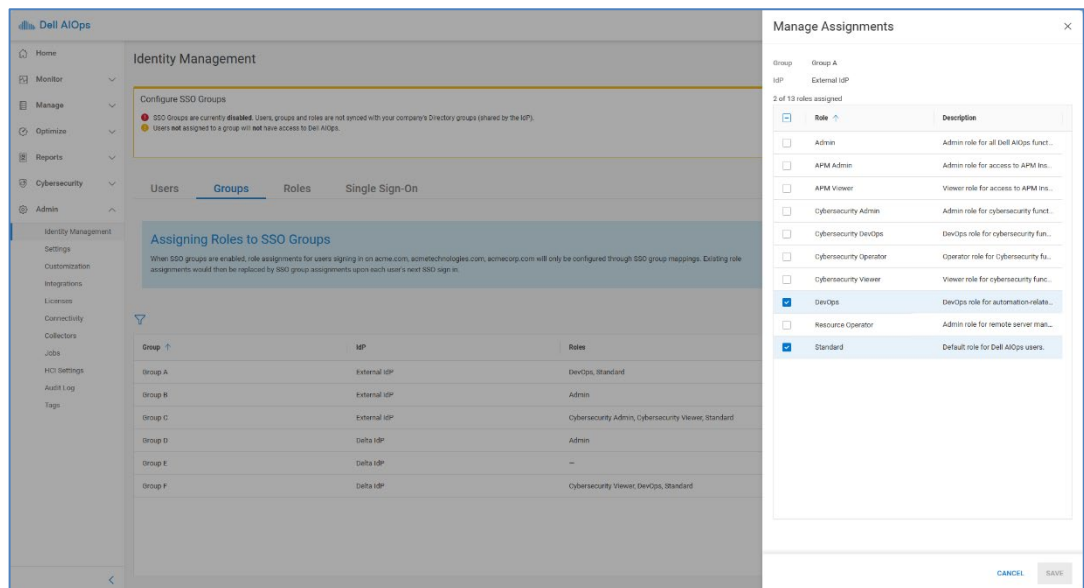 Dell AIOps
Home
Monitor
Manage
Optimize
Reports
Cybersecurity
Admin
Identity Management
Settings
Customization
Integrations
Licenses
Connectivity
Collectors
Jobs
HCI Settings
Audit Log
Tags
Identity Management
Configure SSO Groups
SSO Groups are currently disabled. Users, groups and roles are not synced with your company's Directory groups (shared by the IdP).
Users not assigned to a group will not have access to Dell AIOps.
Users Groups Roles Single Sign-On
Assigning Roles to SSO Groups
When SSO groups are enabled, role assignments for users signing in on acme.com, acmetechnologies.com, acmecorp.com will only be configured through SSO group mappings. Existing role
assignments would then be replaced by SSO group assignments upon each user's next SSO sign in.
Group IdP Roles
Group A External IdP DevOps, Standard
Group B External IdP Admin
Group C External IdP Cybersecurity Admin, Cybersecurity Viewer, Standard
Group D Delta IdP Admin
Group E Delta IdP —
Group F Delta IdP Cybersecurity Viewer, DevOps, Standard
Manage Assignments
Group Group A
IdP External IdP
2 of 13 roles assigned
Role Description
Admin Admin role for all Dell AIOps funct...
APM Admin Admin role for access to APM Ins...
APM Viewer Viewer role for access to APM Ins...
Cybersecurity Admin Admin role for cybersecurity funct...
Cybersecurity DevOps DevOps role for cybersecurity fun...
Cybersecurity Operator Operator role for Cybersecurity fu...
Cybersecurity Viewer Viewer role for cybersecurity func...
DevOps DevOps role for automation-relate...
Resource Operator Admin role for remote server man...
Standard Default role for Dell AIOps users.
CANCEL SAVE